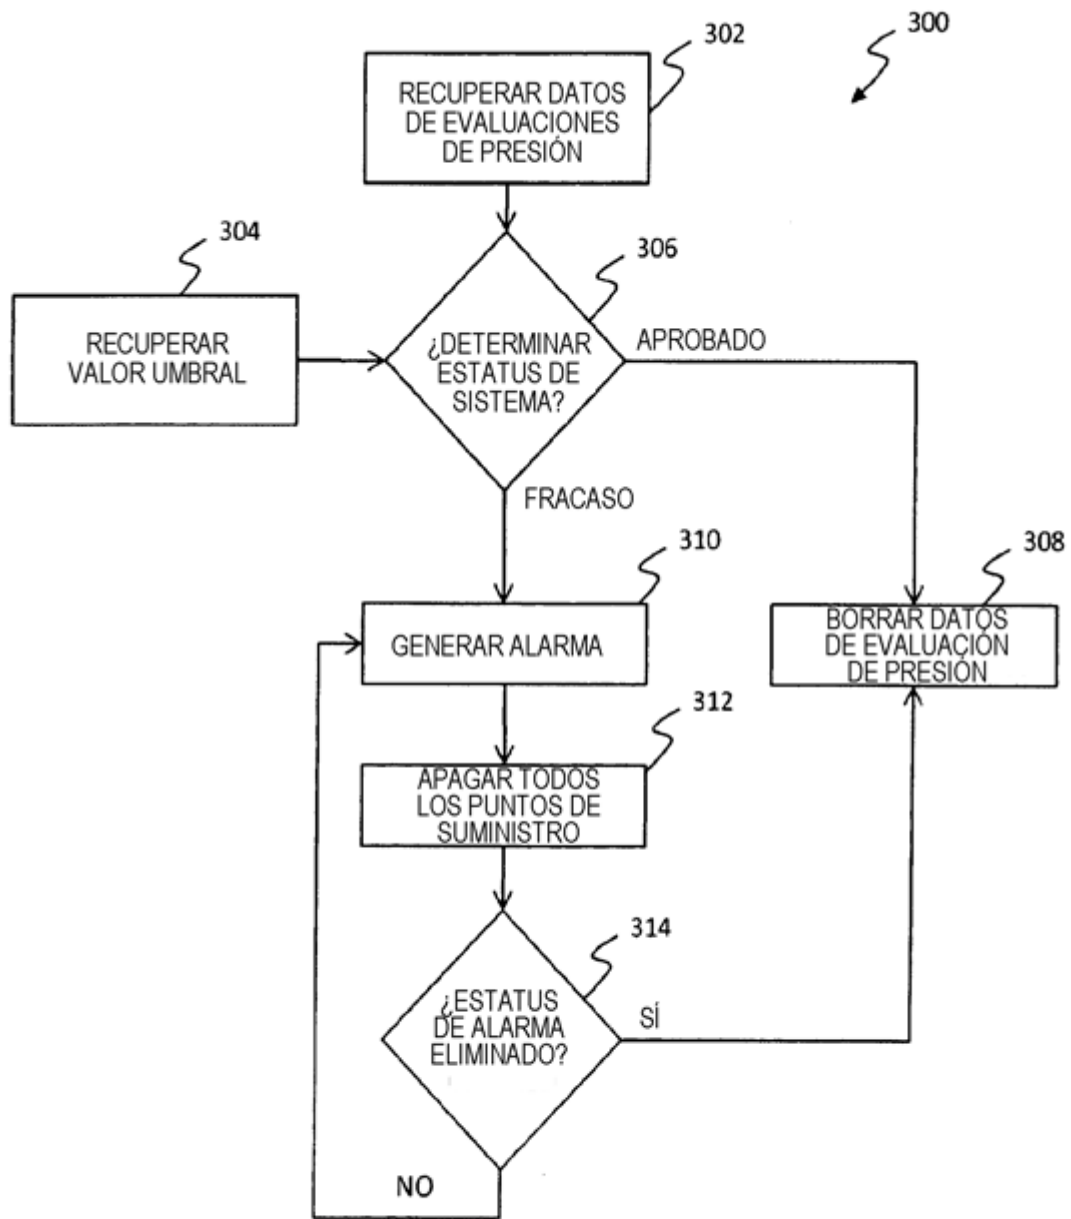 302
300
RECUPERAR DATOS
DE EVALUACIONES
DE PRESIÓN
304
306
RECUPERAR
VALOR UMBRAL
¿DETERMINAR
ESTATUS DE
SISTEMA?
APROBADO
FRACASO
310
308
GENERAR ALARMA
BORRAR DATOS
DE EVALUACIÓN
DE PRESIÓN
312
APAGAR TODOS
LOS PUNTOS DE
SUMINISTRO
314
¿ESTATUS
DE ALARMA
ELIMINADO?
SÍ
NO